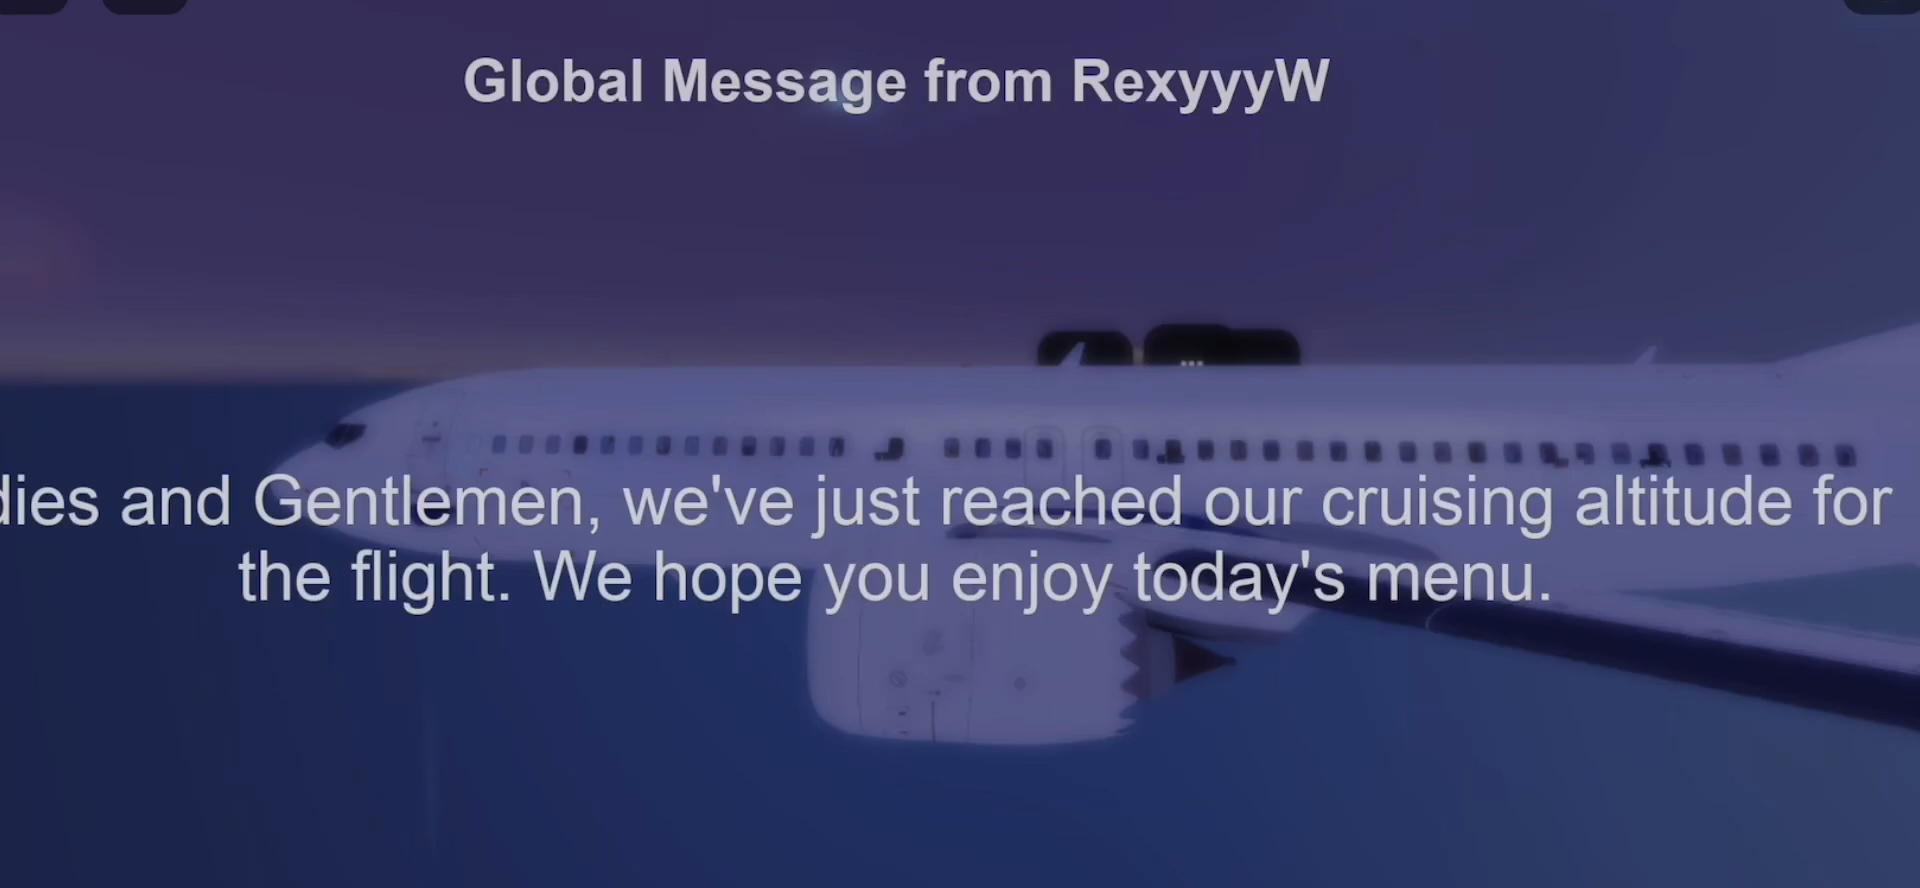 Global Message from RexyyyW
dies and Gentlemen, we've just reached our cruising altitude for
the flight. We hope you enjoy today's menu.